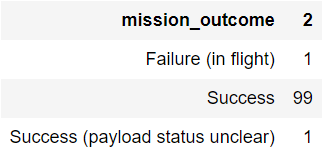 mission_outcome 2
Failure (in flight) 1
Success 99
Success (payload status unclear) 1